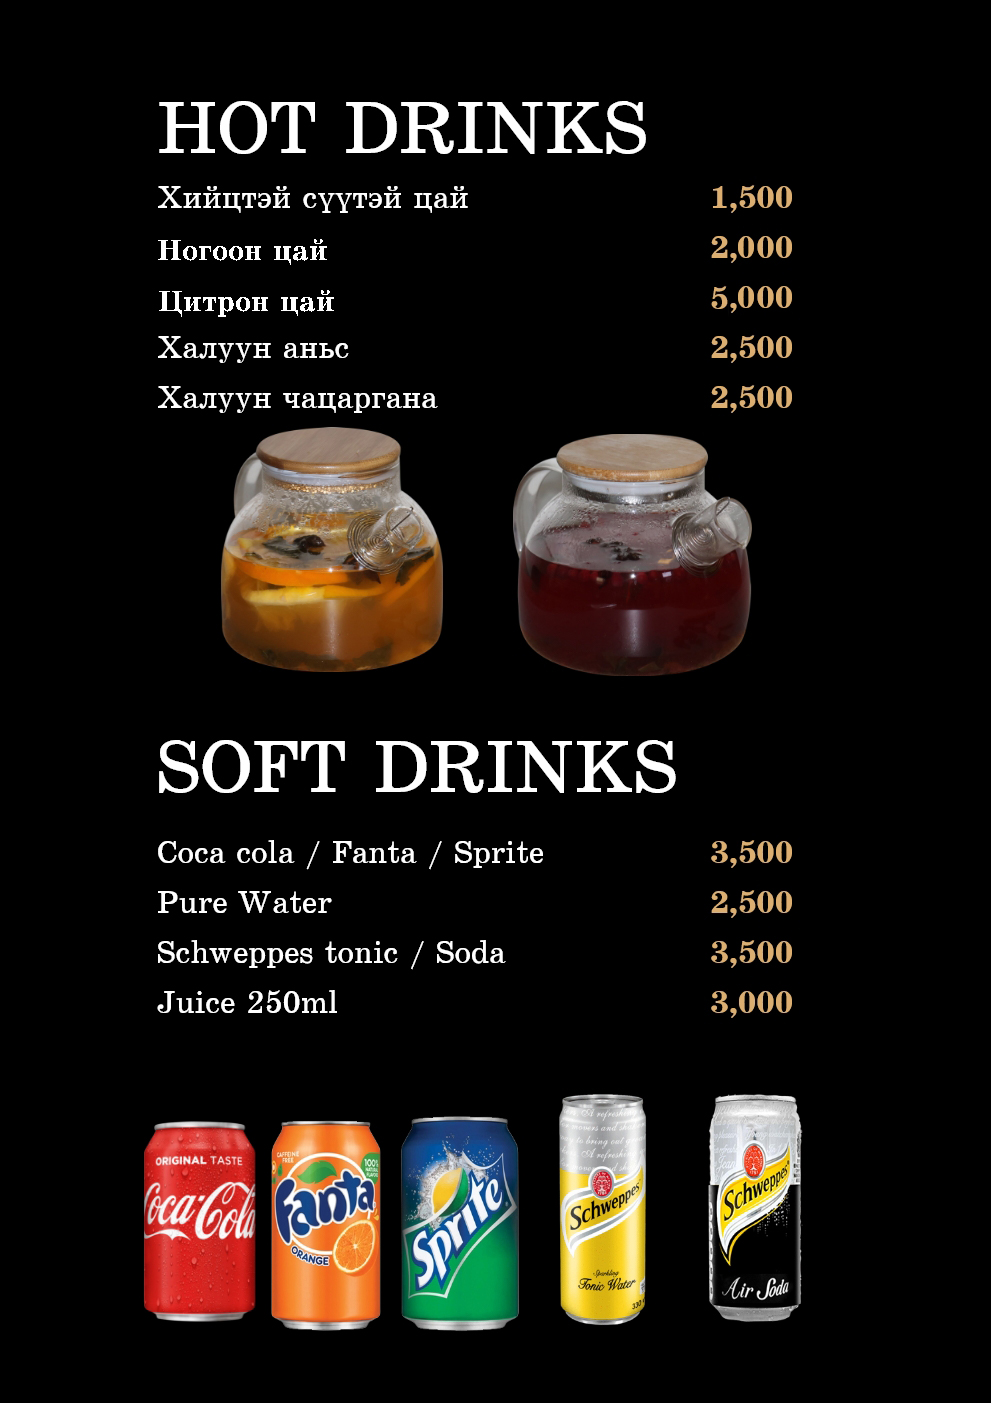 HOT DRINKS
Хийцтэй сүүтэй цай 1,500
Ногоон цай 2,000
Цитрон цай 5,000
Халуун аньс 2,500
Халуун чацаргана 2,500
SOFT DRINKS
Coca cola / Fanta / Sprite 3,500
Pure Water 2,500
Schweppes tonic / Soda 3,500
Juice 250ml 3,000
ORIGINAL TASTE
Coca-Cola
CAFFEINE
FREE
100%
NATURAL
FLAVORS
Fanta
ORANGE
Sprite
Schweppes
Sparkling
Tonic Water
Schweppes
Air Soda